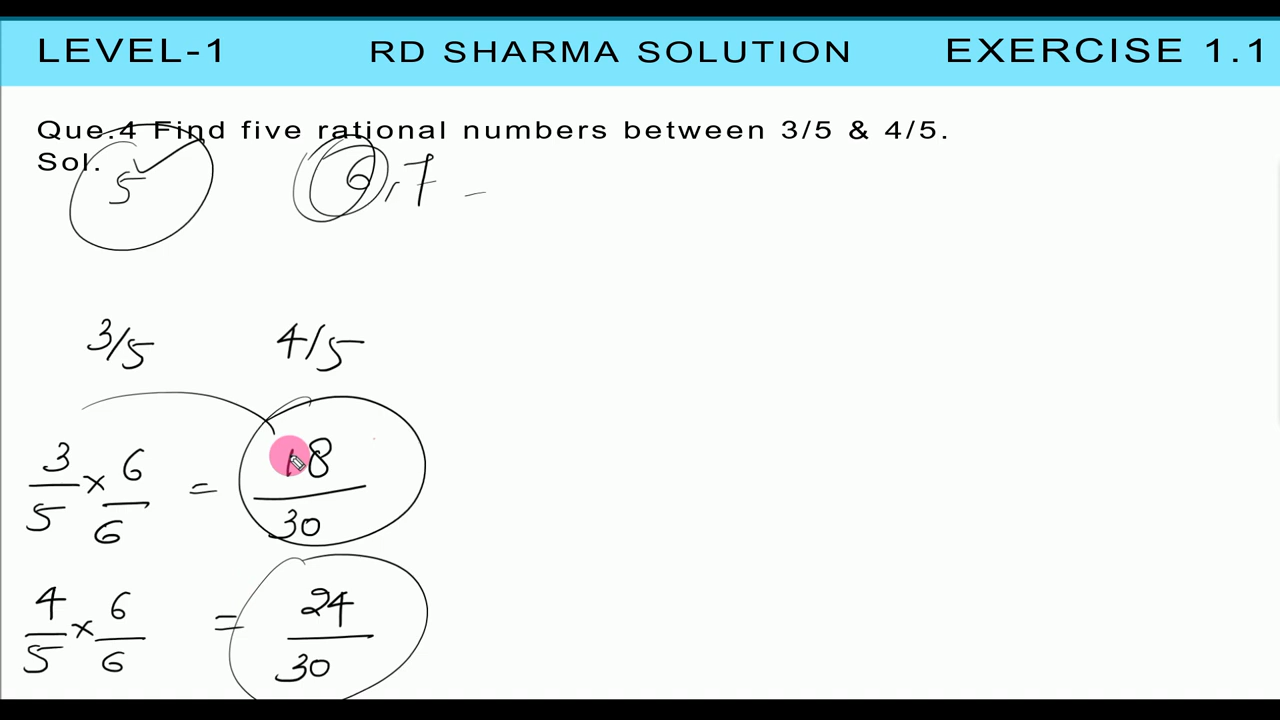 LEVEL-1 RD SHARMA SOLUTION EXERCISE 1.1
Que.4 Find five rational numbers between 3/5 & 4/5.
Sol.
5 6, 7 -
3/5 4/5
3/5 × 6/6 = 18/30
4/5 × 6/6 = 24/30